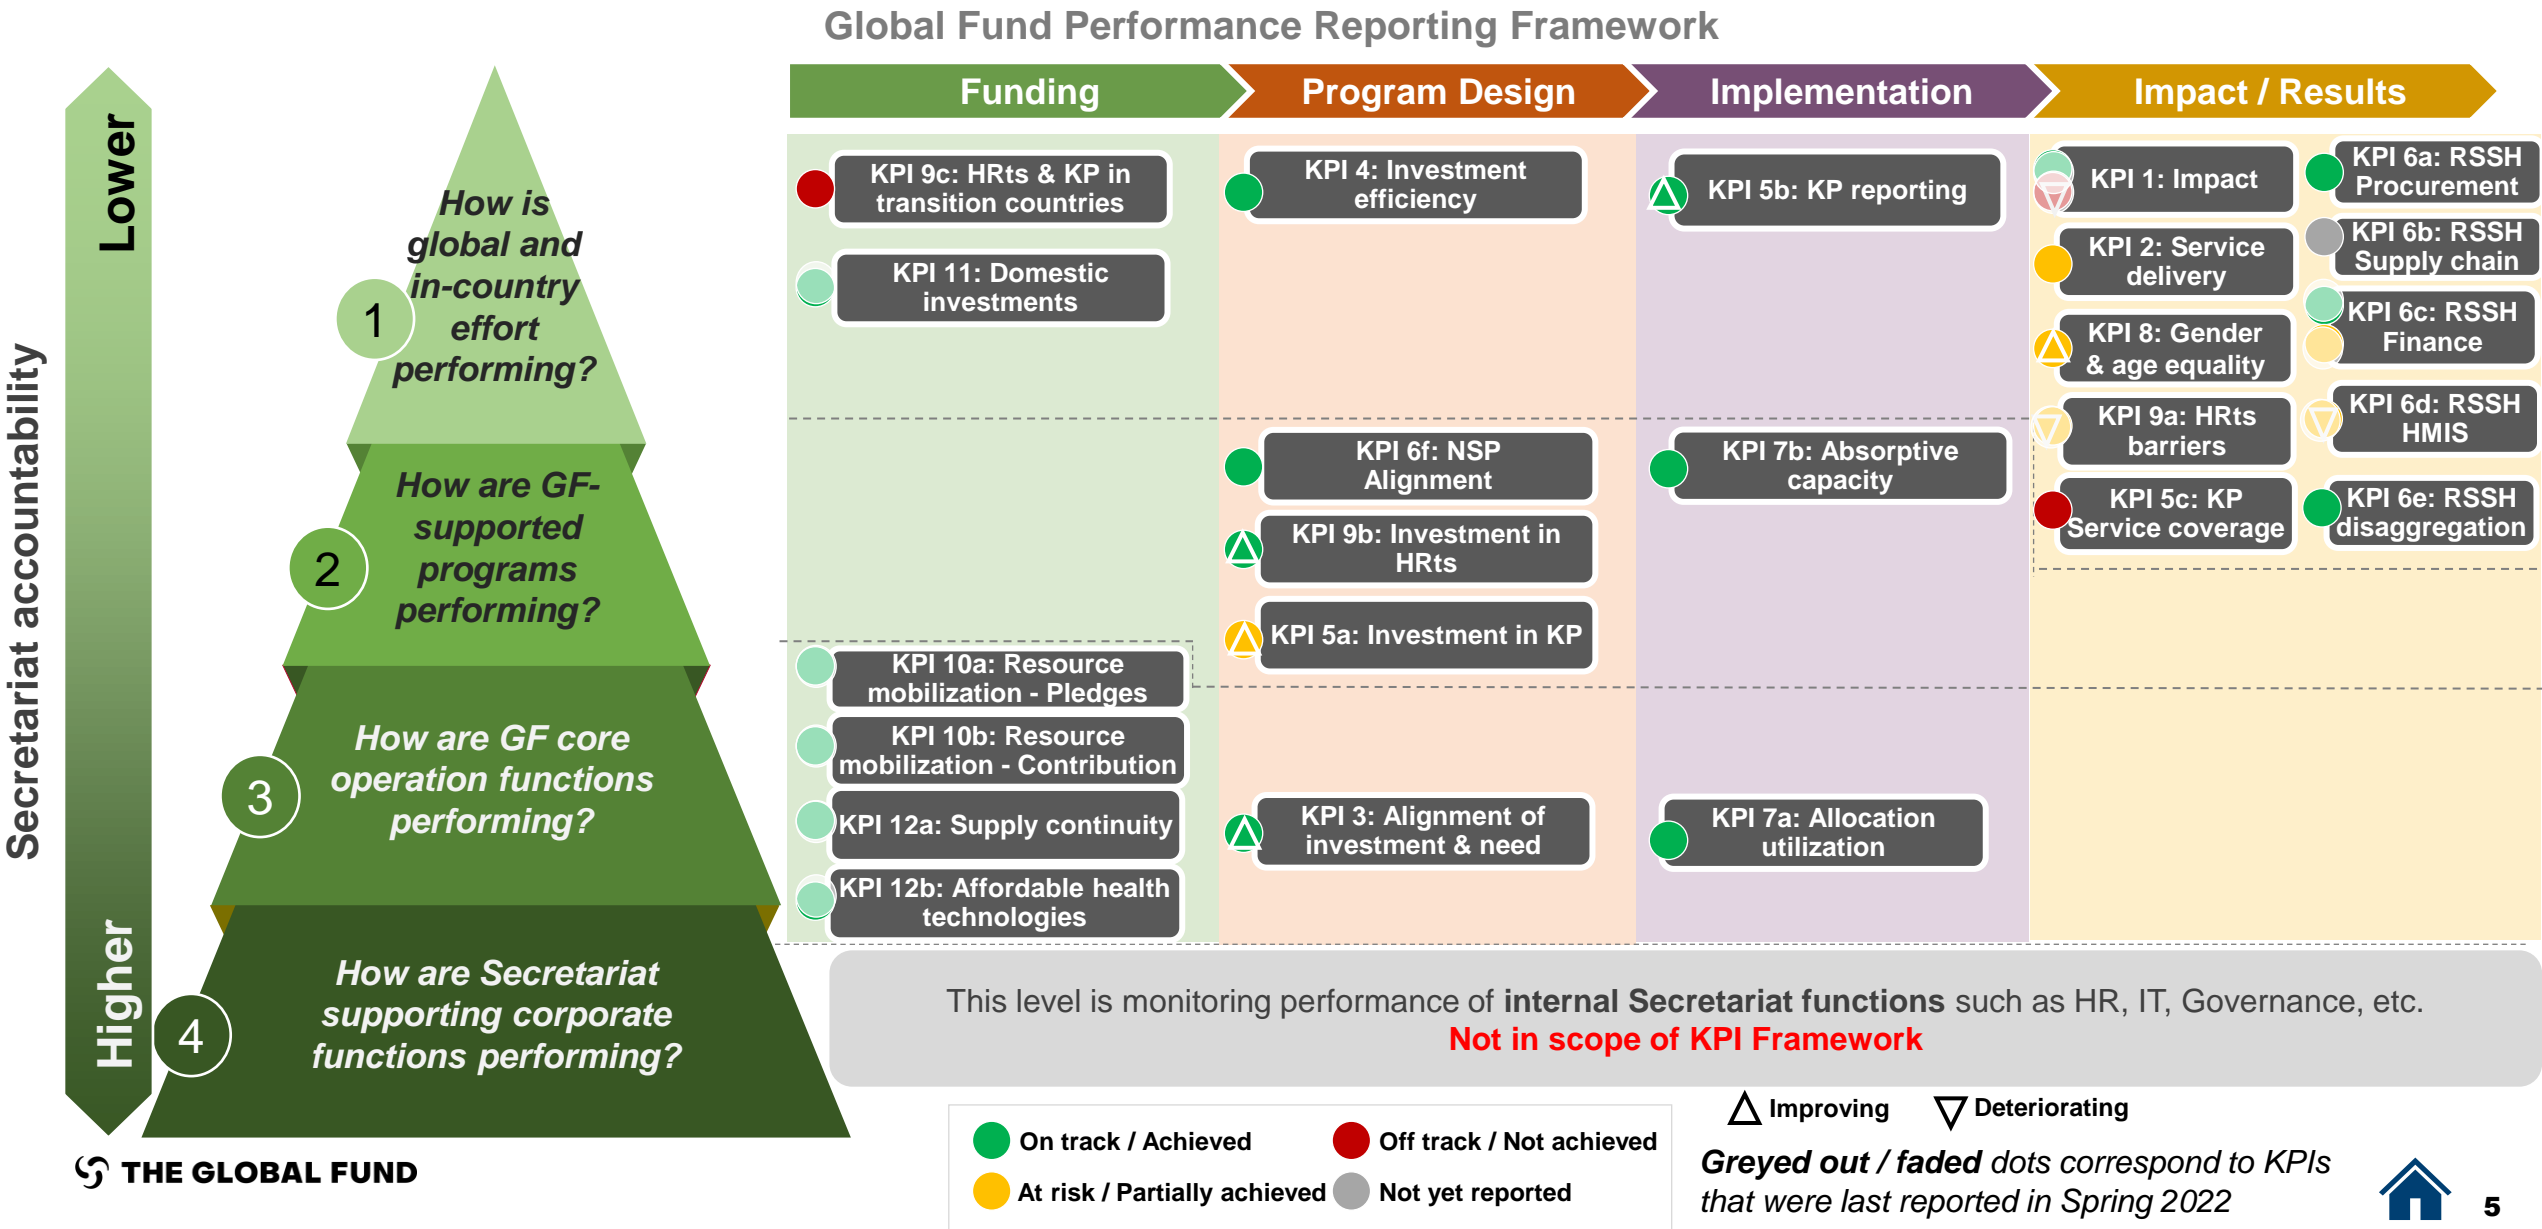 Global Fund Performance Reporting Framework
Secretariat accountability
Lower
Higher
1
How is
global and
in-country
effort
performing?
2
How are GF-
supported
programs
performing?
3
How are GF core
operation functions
performing?
4
How are Secretariat
supporting corporate
functions performing?
Funding
Program Design
Implementation
Impact / Results
KPI 9c: HRts & KP in
transition countries
KPI 11: Domestic
investments
KPI 4: Investment
efficiency
KPI 5b: KP reporting
KPI 1: Impact
KPI 2: Service
delivery
KPI 8: Gender
& age equality
KPI 9a: HRts
barriers
KPI 5c: KP
Service coverage
KPI 6a: RSSH
Procurement
KPI 6b: RSSH
Supply chain
KPI 6c: RSSH
Finance
KPI 6d: RSSH
HMIS
KPI 6e: RSSH
disaggregation
KPI 6f: NSP
Alignment
KPI 9b: Investment in
HRts
KPI 5a: Investment in KP
KPI 7b: Absorptive
capacity
KPI 10a: Resource
mobilization - Pledges
KPI 10b: Resource
mobilization - Contribution
KPI 12a: Supply continuity
KPI 12b: Affordable health
technologies
KPI 3: Alignment of
investment & need
KPI 7a: Allocation
utilization
This level is monitoring performance of internal Secretariat functions such as HR, IT, Governance, etc.
Not in scope of KPI Framework
On track / Achieved
Off track / Not achieved
At risk / Partially achieved
Not yet reported
Improving
Deteriorating
Greyed out / faded dots correspond to KPIs
that were last reported in Spring 2022
THE GLOBAL FUND
5